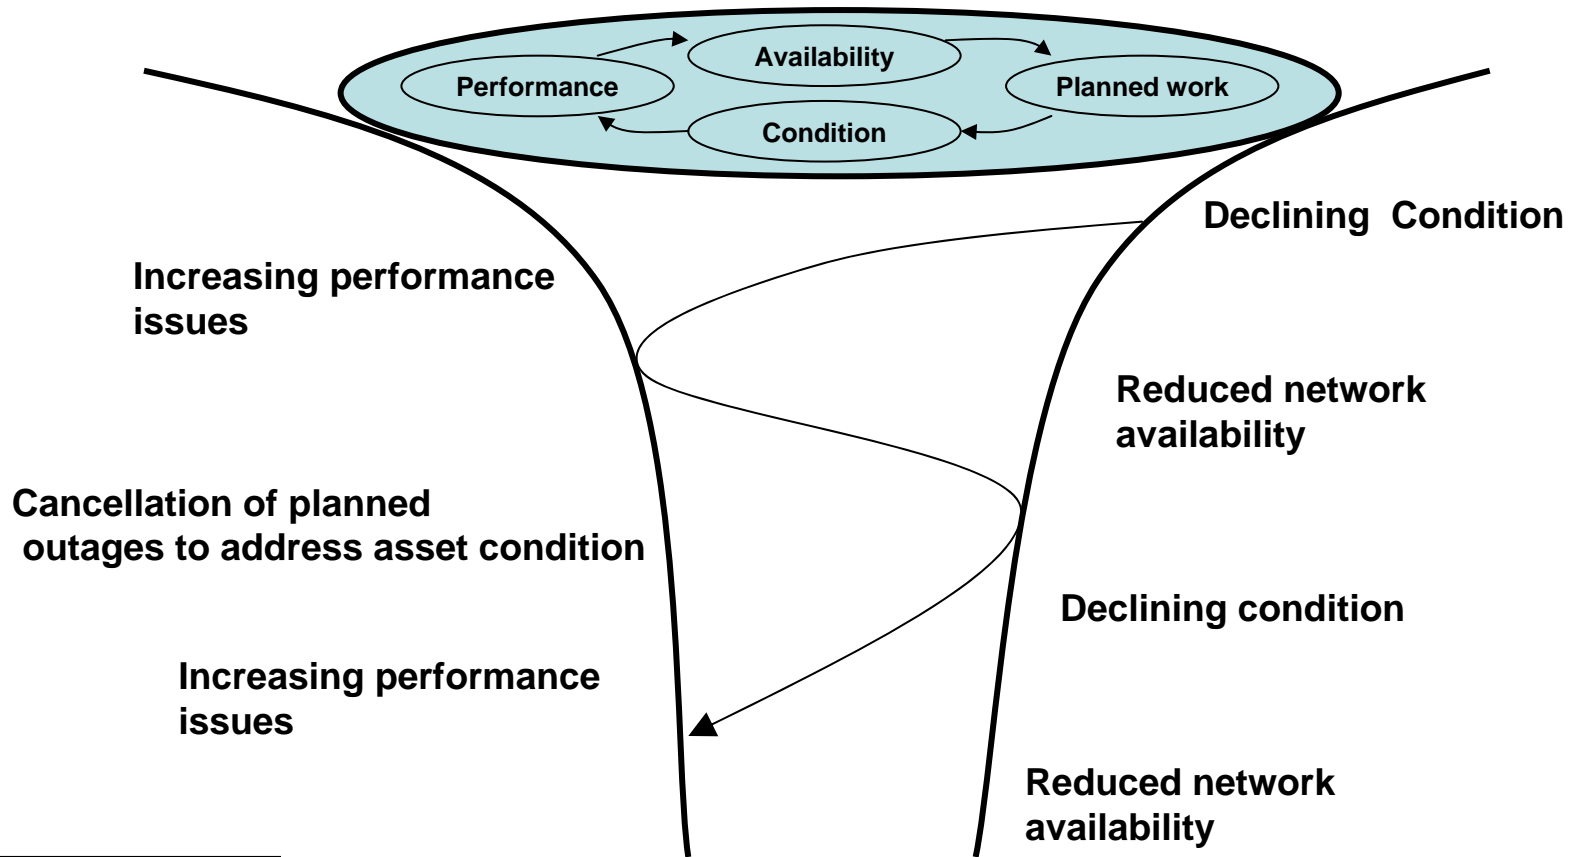 Availability
Performance
Planned work
Condition
Declining  Condition
Increasing performance
issues
Reduced network
availability
Cancellation of planned
outages to address asset condition
Declining condition
Increasing performance
issues
Reduced network
availability